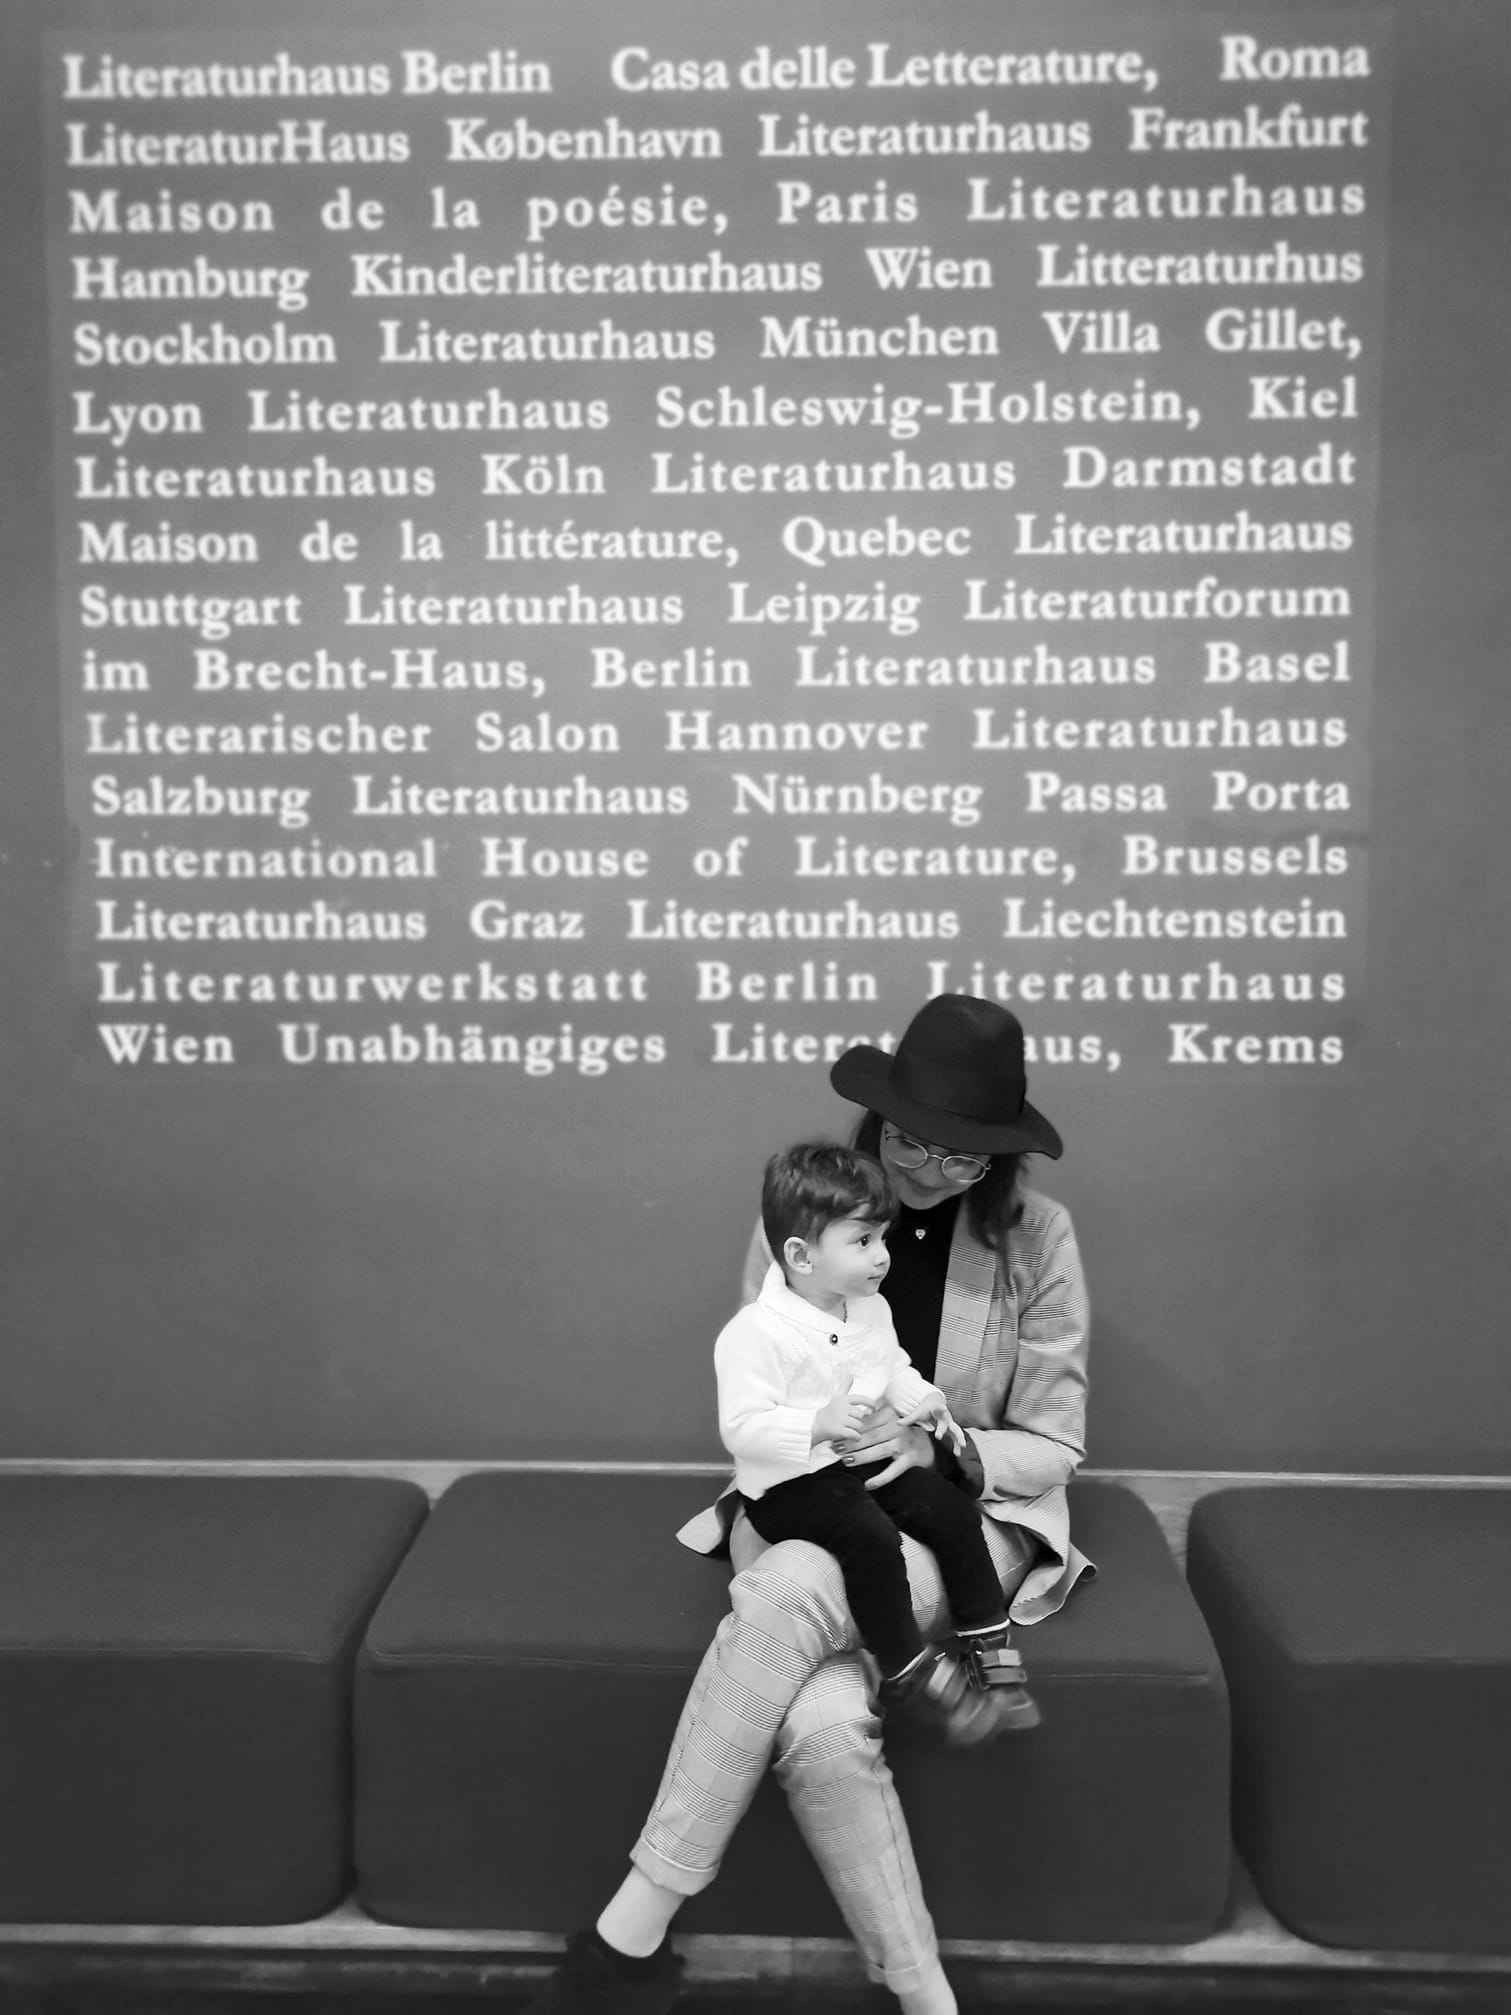 Literaturhaus Berlin Casa delle Letterature, Roma
LiteraturHaus København Literaturhaus Frankfurt
Maison de la poésie, Paris Literaturhaus
Hamburg Kinderliteraturhaus Wien Litteraturhus
Stockholm Literaturhaus München Villa Gillet,
Lyon Literaturhaus Schleswig-Holstein, Kiel
Literaturhaus Köln Literaturhaus Darmstadt
Maison de la littérature, Quebec Literaturhaus
Stuttgart Literaturhaus Leipzig Literaturforum
im Brecht-Haus, Berlin Literaturhaus Basel
Literarischer Salon Hannover Literaturhaus
Salzburg Literaturhaus Nürnberg Passa Porta
International House of Literature, Brussels
Literaturhaus Graz Literaturhaus Liechtenstein
Literaturwerkstatt Berlin Literaturhaus
Wien Unabhängiges Krems